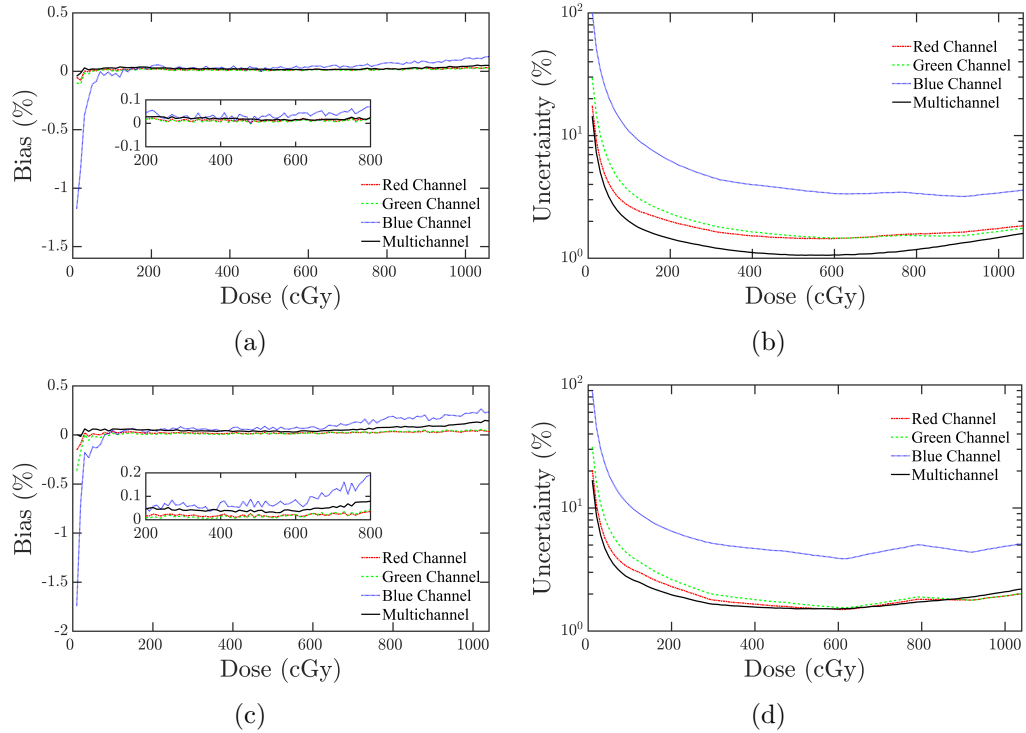 0.5
0
-0.5
-1
-1.5
Bias (%)
0.1
0
-0.1
200 400 600 800
Red Channel
Green Channel
Blue Channel
Multichannel
0 200 400 600 800 1000
Dose (cGy)
(a)
10^2
10^1
10^0
Uncertainty (%)
Red Channel
Green Channel
Blue Channel
Multichannel
0 200 400 600 800 1000
Dose (cGy)
(b)
0.5
0
-0.5
-1
-1.5
-2
Bias (%)
0.2
0.1
0
200 400 600 800
Red Channel
Green Channel
Blue Channel
Multichannel
0 200 400 600 800 1000
Dose (cGy)
(c)
10^2
10^1
10^0
Uncertainty (%)
Red Channel
Green Channel
Blue Channel
Multichannel
0 200 400 600 800 1000
Dose (cGy)
(d)